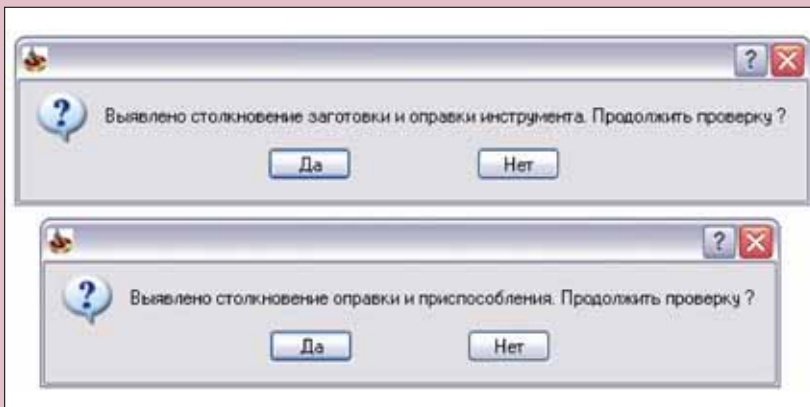 ?
Выявлено столкновение заготовки и оправки инструмента. Продолжить проверку ?
Да Нет
?
Выявлено столкновение оправки и приспособления. Продолжить проверку ?
Да Нет